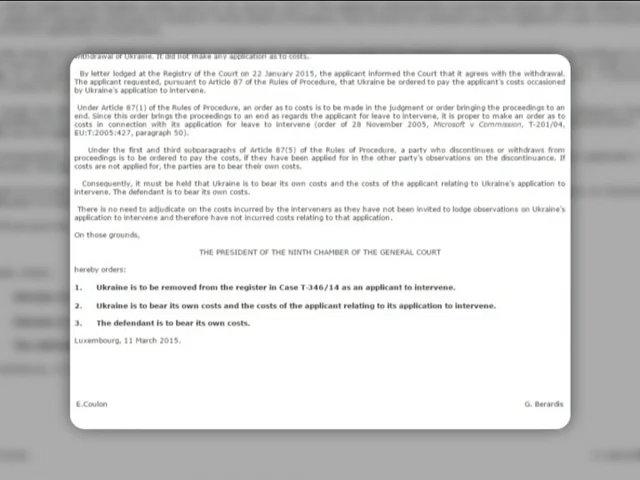 withdrawal of Ukraine. It did not make any application as to costs.
By letter lodged at the Registry of the Court on 22 January 2015, the applicant informed the Court that it agrees with the withdrawal.
The applicant requested, pursuant to Article 87 of the Rules of Procedure, that Ukraine be ordered to pay the applicant's costs occasioned
by Ukraine's application to intervene.
Under Article 87(1) of the Rules of Procedure, an order as to costs is to be made in the judgment or order bringing the proceedings to an
end. Since this order brings the proceedings to an end as regards the applicant for leave to intervene, it is proper to make an order as to
costs in connection with its application for leave to intervene (order of 28 November 2005, Microsoft v Commission, T-201/04,
EU:T:2005:427, paragraph 50).
Under the first and third subparagraphs of Article 87(5) of the Rules of Procedure, a party who discontinues or withdraws from
proceedings is to be ordered to pay the costs, if they have been applied for in the other party's observations on the discontinuance. If
costs are not applied for, the parties are to bear their own costs.
Consequently, it must be held that Ukraine is to bear its own costs and the costs of the applicant relating to Ukraine's application to
intervene. The defendant is to bear its own costs.
There is no need to adjudicate on the costs incurred by the interveners as they have not been invited to lodge observations on Ukraine's
application to intervene and therefore have not incurred costs relating to that application.
On those grounds,
THE PRESIDENT OF THE NINTH CHAMBER OF THE GENERAL COURT
hereby orders:
1. Ukraine is to be removed from the register in Case T-346/14 as an applicant to intervene.
2. Ukraine is to bear its own costs and the costs of the applicant relating to its application to intervene.
3. The defendant is to bear its own costs.
Luxembourg, 11 March 2015.
E.Coulon G. Berardis